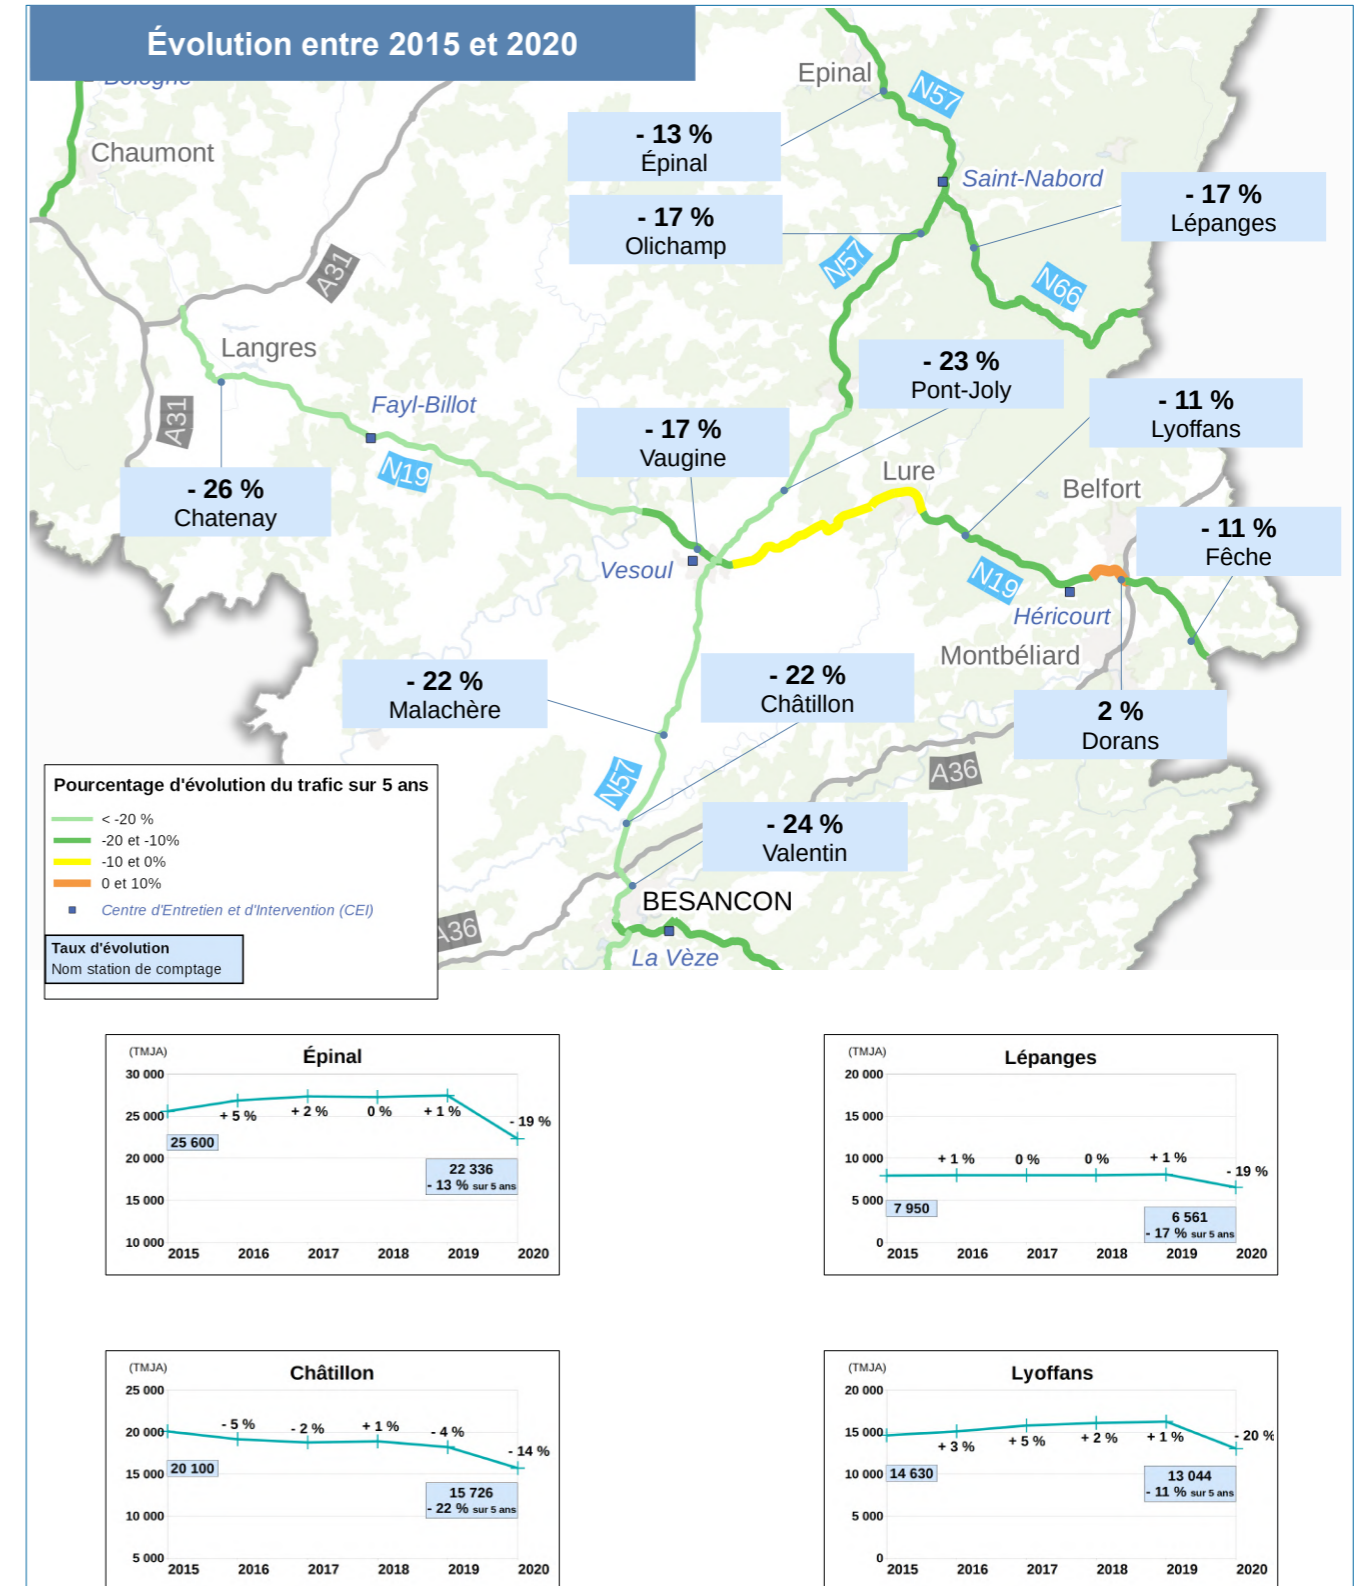 Évolution entre 2015 et 2020
Bologne
Chaumont
Epinal
N57
- 13 %
Épinal
Saint-Nabord
- 17 %
Lépanges
- 17 %
Olichamp
N57
A31
N66
Langres
- 23 %
Pont-Joly
Fayl-Billot
A31
- 11 %
Lyoffans
- 17 %
Vaugine
N19
Lure
Belfort
- 26 %
Chatenay
- 11 %
Fêche
Vesoul
N19
Héricourt
Montbéliard
- 22 %
Malachère
- 22 %
Châtillon
2 %
Dorans
N57
A36
- 24 %
Valentin
BESANCON
A36
La Vèze
Pourcentage d'évolution du trafic sur 5 ans
< -20 %
-20 et -10%
-10 et 0%
0 et 10%
Centre d'Entretien et d'Intervention (CEI)
Taux d'évolution
Nom station de comptage
(TMJA)
Épinal
30 000
25 000
20 000
15 000
10 000
+ 5 %
+ 2 %
0 %
+ 1 %
- 19 %
25 600
22 336
- 13 % sur 5 ans
2015 2016 2017 2018 2019 2020
(TMJA)
Lépanges
20 000
15 000
10 000
5 000
0
+ 1 %
0 %
0 %
+ 1 %
- 19 %
7 950
6 561
- 17 % sur 5 ans
2015 2016 2017 2018 2019 2020
(TMJA)
Châtillon
25 000
20 000
15 000
10 000
5 000
- 5 %
- 2 %
+ 1 %
- 4 %
- 14 %
20 100
15 726
- 22 % sur 5 ans
2015 2016 2017 2018 2019 2020
(TMJA)
Lyoffans
20 000
15 000
10 000
5 000
0
+ 3 %
+ 5 %
+ 2 %
+ 1 %
- 20 %
14 630
13 044
- 11 % sur 5 ans
2015 2016 2017 2018 2019 2020